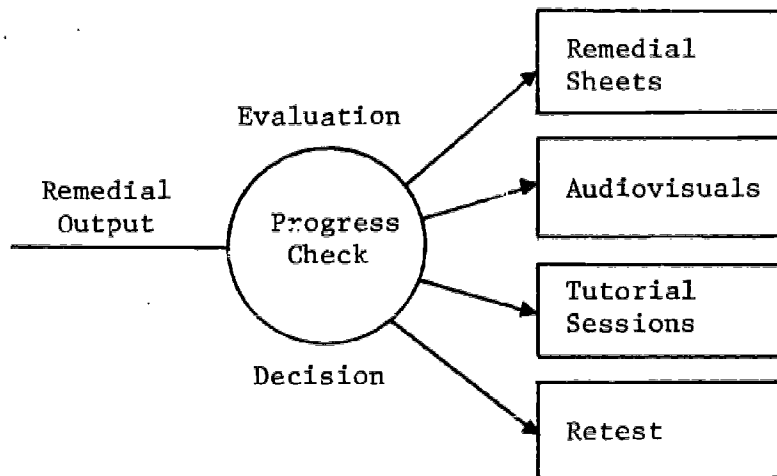 Remedial
Output
Evaluation
Progress
Check
Decision
Remedial
Sheets
Audiovisuals
Tutorial
Sessions
Retest